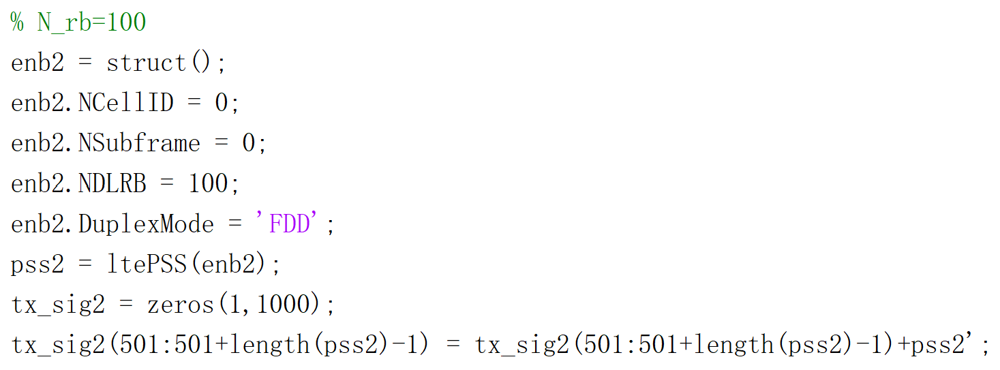 % N_rb=100
enb2 = struct();
enb2.NCellID = 0;
enb2.NSubframe = 0;
enb2.NDLRB = 100;
enb2.DuplexMode = 'FDD';
pss2 = ltePSS(enb2);
tx_sig2 = zeros(1,1000);
tx_sig2(501:501+length(pss2)-1) = tx_sig2(501:501+length(pss2)-1)+pss2';